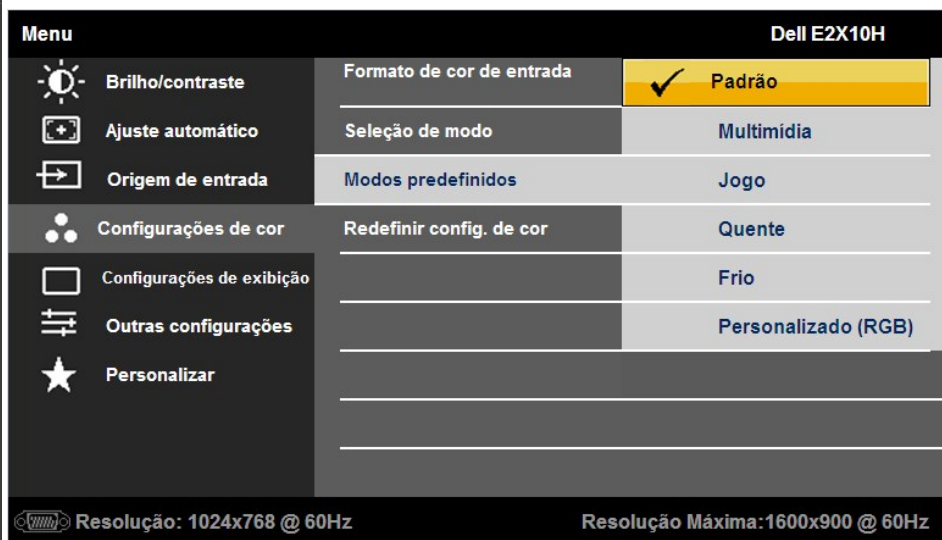 Menu Dell E2X10H
Brilho/contraste Formato de cor de entrada Padrão
Ajuste automático Seleção de modo Multimídia
Origem de entrada Modos predefinidos Jogo
Configurações de cor Redefinir config. de cor Quente
Configurações de exibição Frio
Outras configurações Personalizado (RGB)
Personalizar
Resolução: 1024x768 @ 60Hz Resolução Máxima:1600x900 @ 60Hz